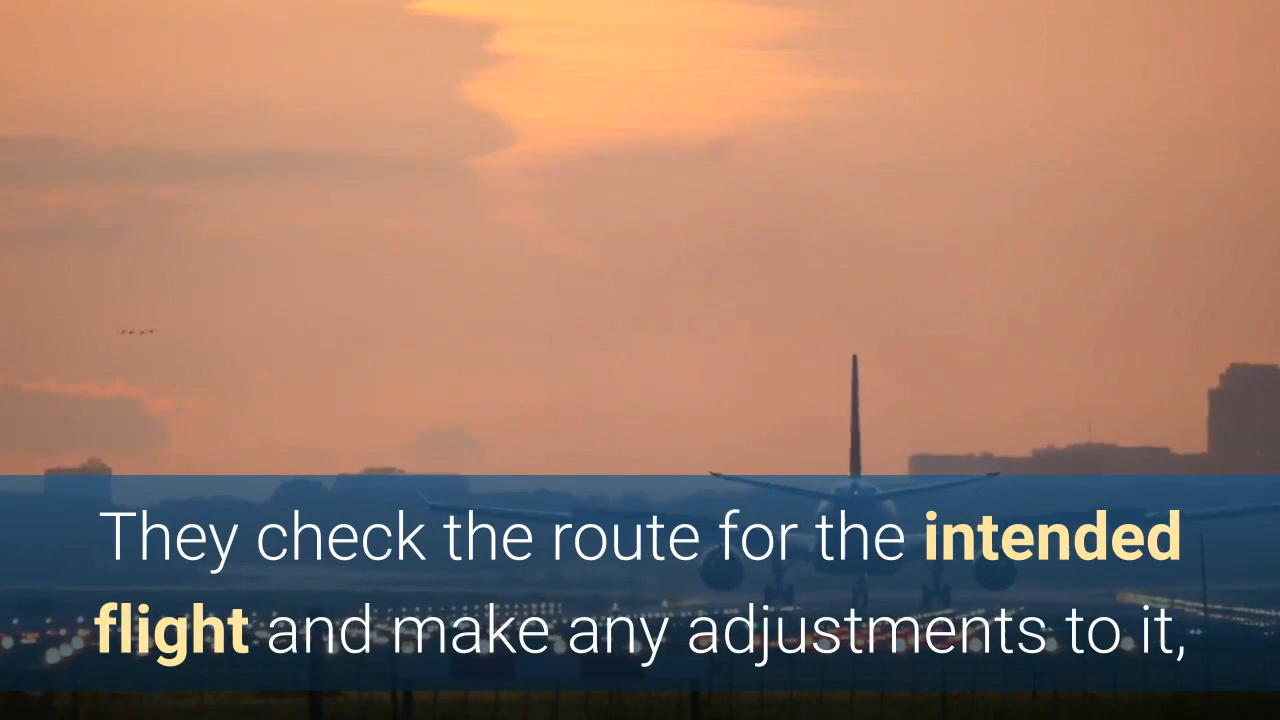 They check the route for the intended
flight and make any adjustments to it,